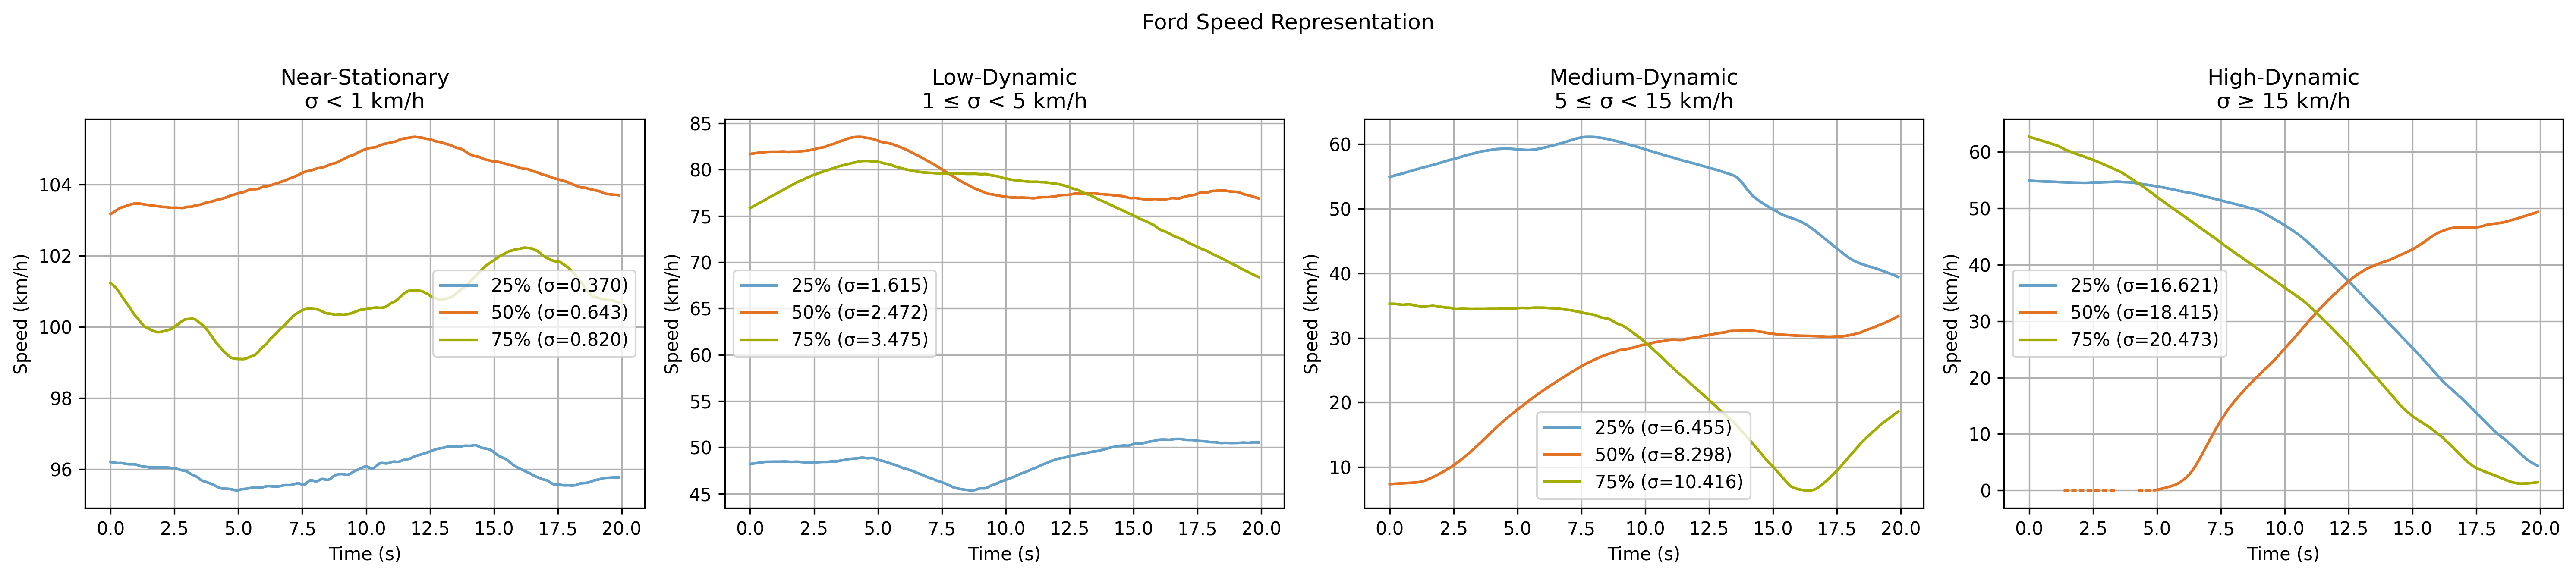 Ford Speed Representation
Near-Stationary
σ < 1 km/h
Speed (km/h)
104
102
100
98
96
25% (σ=0.370)
50% (σ=0.643)
75% (σ=0.820)
0.0 2.5 5.0 7.5 10.0 12.5 15.0 17.5 20.0
Time (s)
Low-Dynamic
1 ≤ σ < 5 km/h
Speed (km/h)
85
80
75
70
65
60
55
50
45
25% (σ=1.615)
50% (σ=2.472)
75% (σ=3.475)
0.0 2.5 5.0 7.5 10.0 12.5 15.0 17.5 20.0
Time (s)
Medium-Dynamic
5 ≤ σ < 15 km/h
Speed (km/h)
60
50
40
30
20
10
25% (σ=6.455)
50% (σ=8.298)
75% (σ=10.416)
0.0 2.5 5.0 7.5 10.0 12.5 15.0 17.5 20.0
Time (s)
High-Dynamic
σ ≥ 15 km/h
Speed (km/h)
60
50
40
30
20
10
0
25% (σ=16.621)
50% (σ=18.415)
75% (σ=20.473)
0.0 2.5 5.0 7.5 10.0 12.5 15.0 17.5 20.0
Time (s)